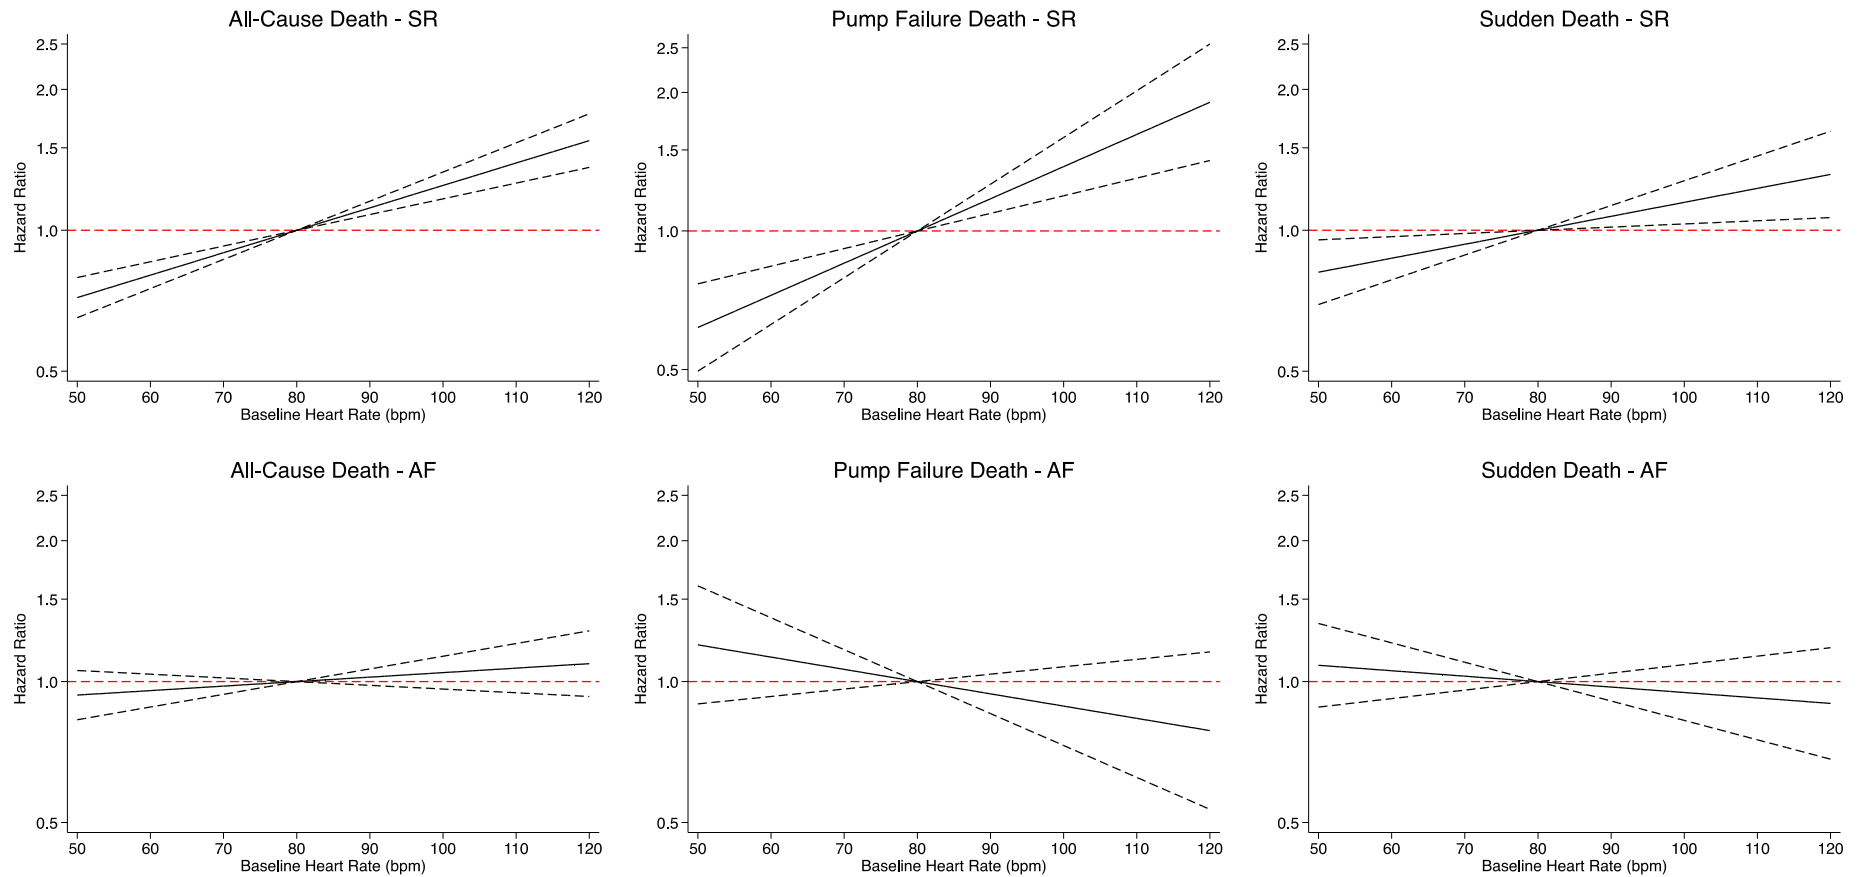 All-Cause Death - SR
Hazard Ratio
2.5
2.0
1.5
1.0
0.5
50 60 70 80 90 100 110 120
Baseline Heart Rate (bpm)
Pump Failure Death - SR
Hazard Ratio
2.5
2.0
1.5
1.0
0.5
50 60 70 80 90 100 110 120
Baseline Heart Rate (bpm)
Sudden Death - SR
Hazard Ratio
2.5
2.0
1.5
1.0
0.5
50 60 70 80 90 100 110 120
Baseline Heart Rate (bpm)
All-Cause Death - AF
Hazard Ratio
2.5
2.0
1.5
1.0
0.5
50 60 70 80 90 100 110 120
Baseline Heart Rate (bpm)
Pump Failure Death - AF
Hazard Ratio
2.5
2.0
1.5
1.0
0.5
50 60 70 80 90 100 110 120
Baseline Heart Rate (bpm)
Sudden Death - AF
Hazard Ratio
2.5
2.0
1.5
1.0
0.5
50 60 70 80 90 100 110 120
Baseline Heart Rate (bpm)